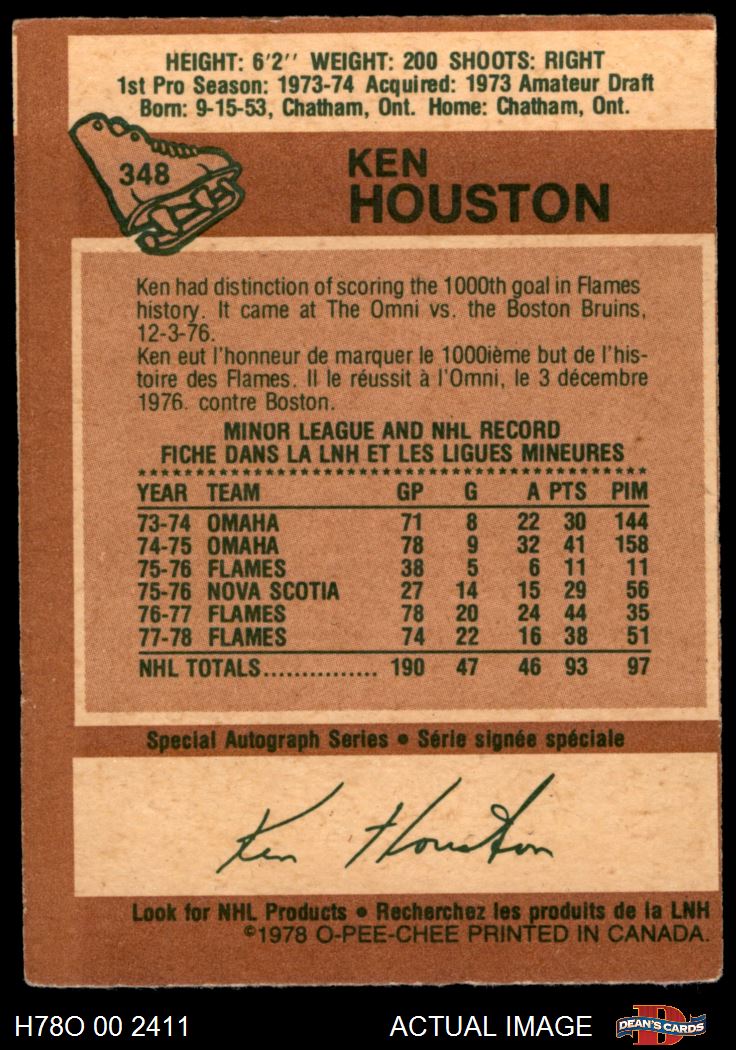 HEIGHT: 6'2'' WEIGHT: 200 SHOOTS: RIGHT
1st Pro Season: 1973-74 Acquired: 1973 Amateur Draft
Born: 9-15-53, Chatham, Ont. Home: Chatham, Ont.
348
KEN
HOUSTON
Ken had distinction of scoring the 1000th goal in Flames
history. It came at The Omni vs. the Boston Bruins,
12-3-76.
Ken eut l'honneur de marquer le 1000ième but de l'his-
toire des Flames. Il le réussit à l'Omni, le 3 décembre
1976. contre Boston.
MINOR LEAGUE AND NHL RECORD
FICHE DANS LA LNH ET LES LIGUES MINEURES
YEAR TEAM GP G A PTS PIM
73-74 OMAHA 71 8 22 30 144
74-75 OMAHA 78 9 32 41 158
75-76 FLAMES 38 5 6 11 11
75-76 NOVA SCOTIA 27 14 15 29 56
76-77 FLAMES 78 20 24 44 35
77-78 FLAMES 74 22 16 38 51
NHL TOTALS............... 190 47 46 93 97
Special Autograph Series • Série signée spéciale
Ken Houston
Look for NHL Products • Recherchez les produits de la LNH
©1978 O-PEE-CHEE PRINTED IN CANADA.
H78O 00 2411 ACTUAL IMAGE DEAN'S CARDS